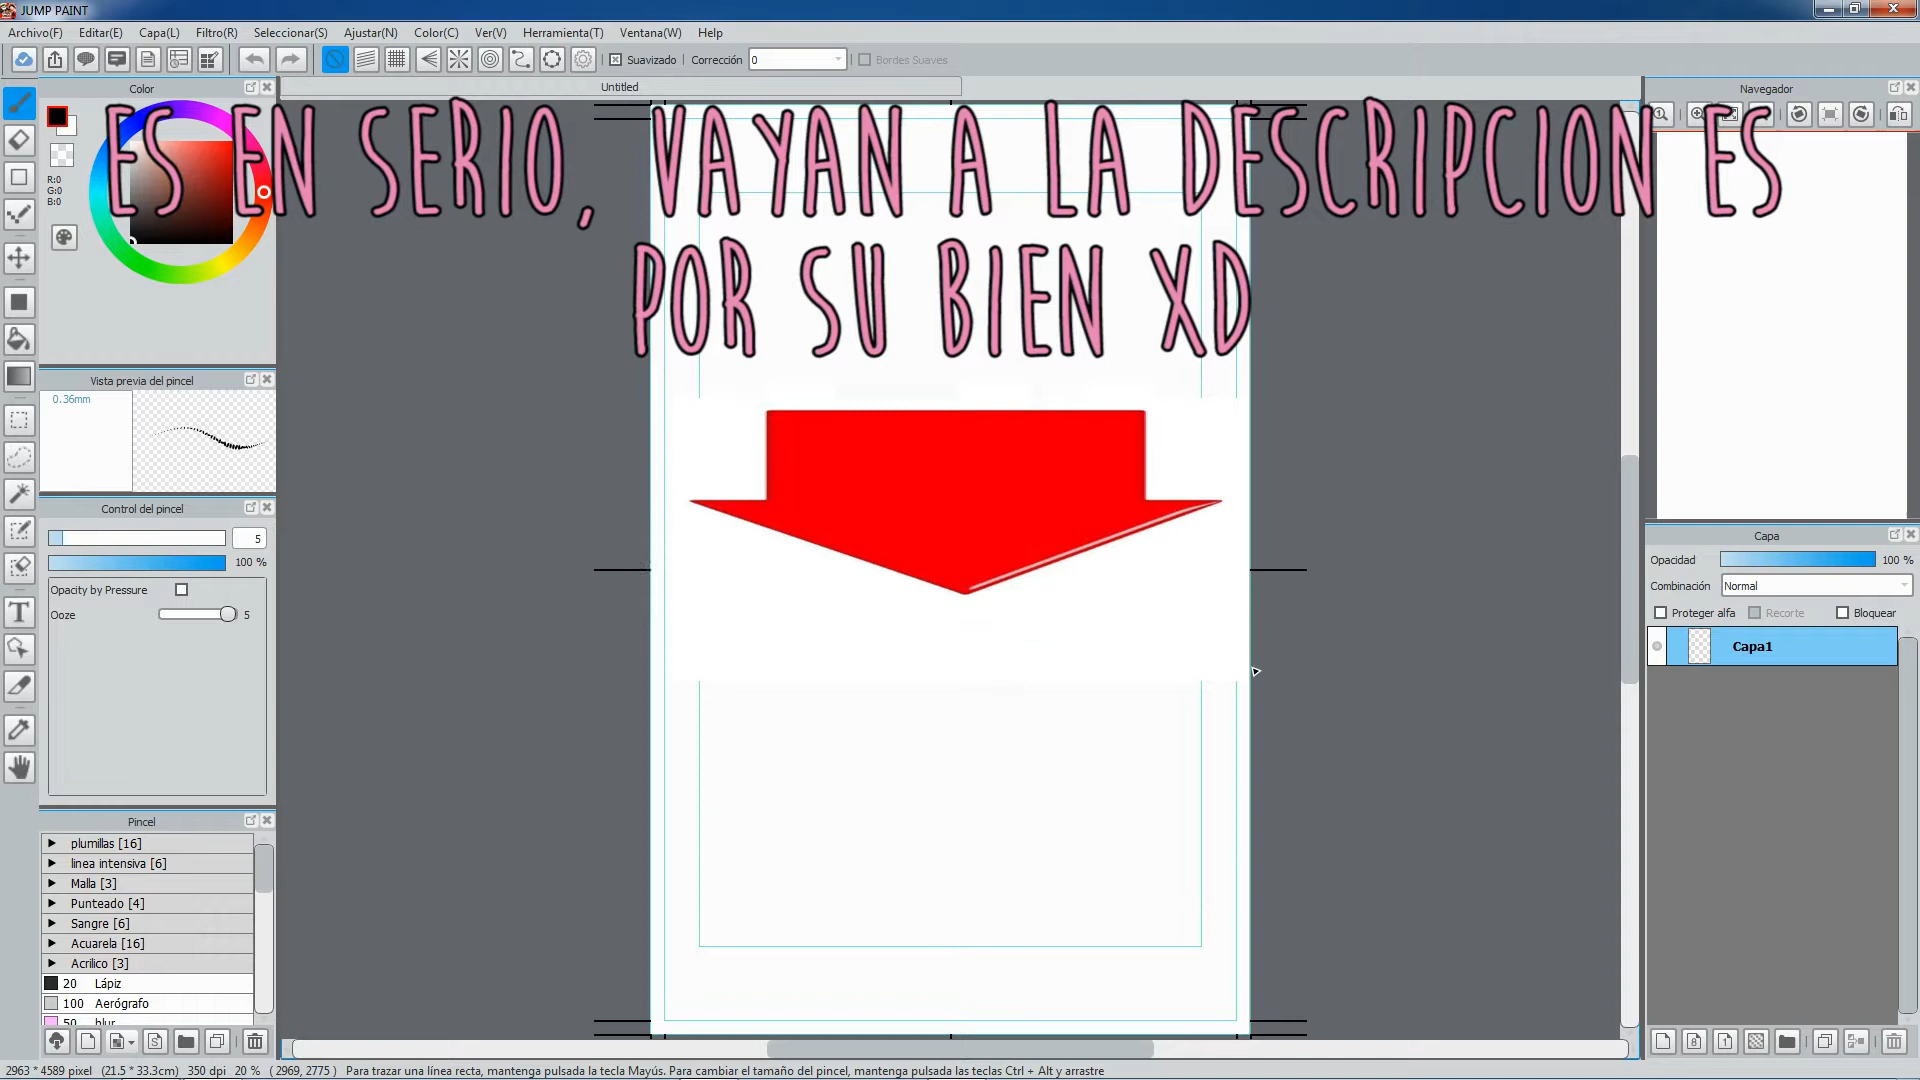 JUMP PAINT
Archivo(F) Editar(E) Capa(L) Filtro(R) Seleccionar(S) Ajustar(N) Color(C) Ver(V) Herramienta(T) Ventana(W) Help
Suavizado Corrección 0 Bordes Suaves
Color
Untitled
Navegador
ES EN SERIO, VAYAN A LA DESCRIPCION ES
POR SU BIEN XD
R:0
G:0
B:0
Vista previa del pincel
0.36mm
Control del pincel
5
100 %
Opacity by Pressure
Ooze 5
Pincel
plumillas [16]
linea intensiva [6]
Malla [3]
Punteado [4]
Sangre [6]
Acuarela [16]
Acrilico [3]
20 Lápiz
100 Aerógrafo
50 blur
Capa
Opacidad 100 %
Combinación Normal
Proteger alfa Recorte Bloquear
Capa1
2963 * 4589 pixel (21.5 * 33.3cm) 350 dpi 20 % ( 2969, 2775 ) Para trazar una línea recta, mantenga pulsada la tecla Mayús. Para cambiar el tamaño del pincel, mantenga pulsadas las teclas Ctrl + Alt y arrastre